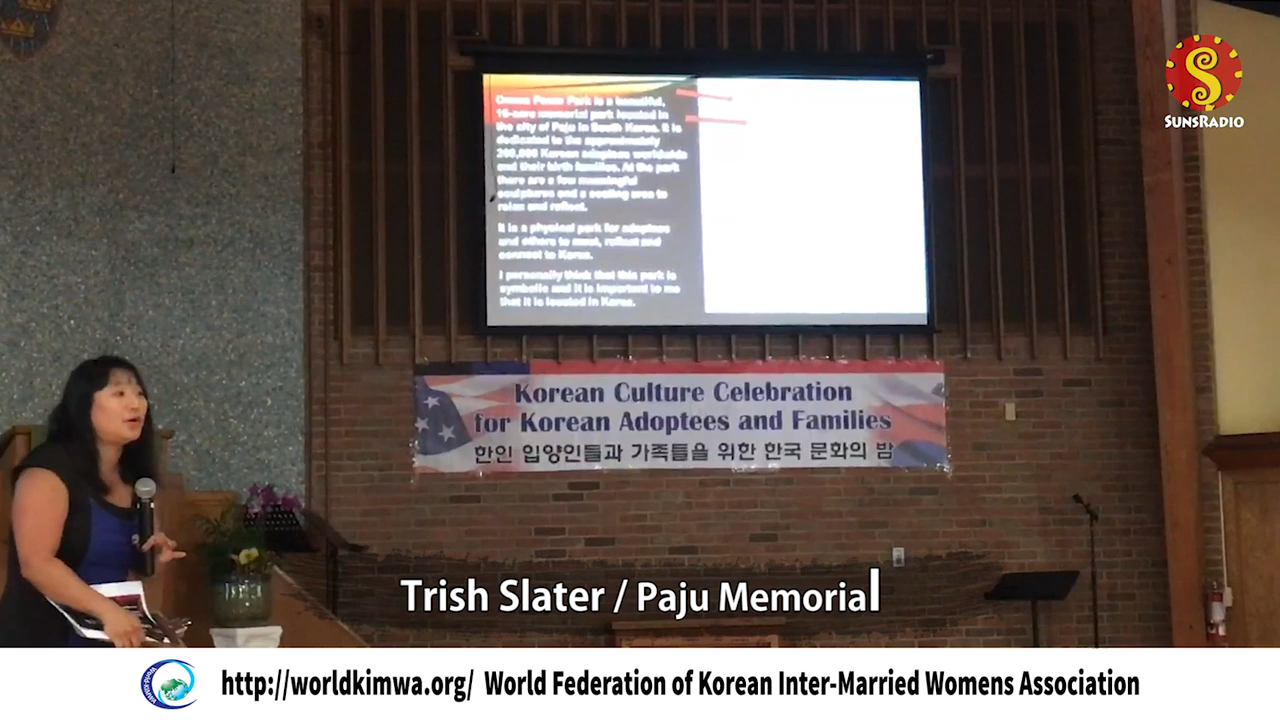 SUNSRADIO
Omma Poom Park is a beautiful,
16-acre memorial park located in
the city of Paju in South Korea. It is
dedicated to the approximately
200,000 Korean adoptees worldwide
and their birth families. At the park
there are a few meaningful
sculptures and a seating area to
relax and reflect.
It is a physical park for adoptees
and others to meet, reflect and
connect to Korea.
I personally think that this park is
symbolic and it is important to me
that it is located in Korea.
Korean Culture Celebration
for Korean Adoptees and Families
한인 입양인들과 가족들을 위한 한국 문화의 밤
Trish Slater / Paju Memorial
http://worldkimwa.org/ World Federation of Korean Inter-Married Womens Association